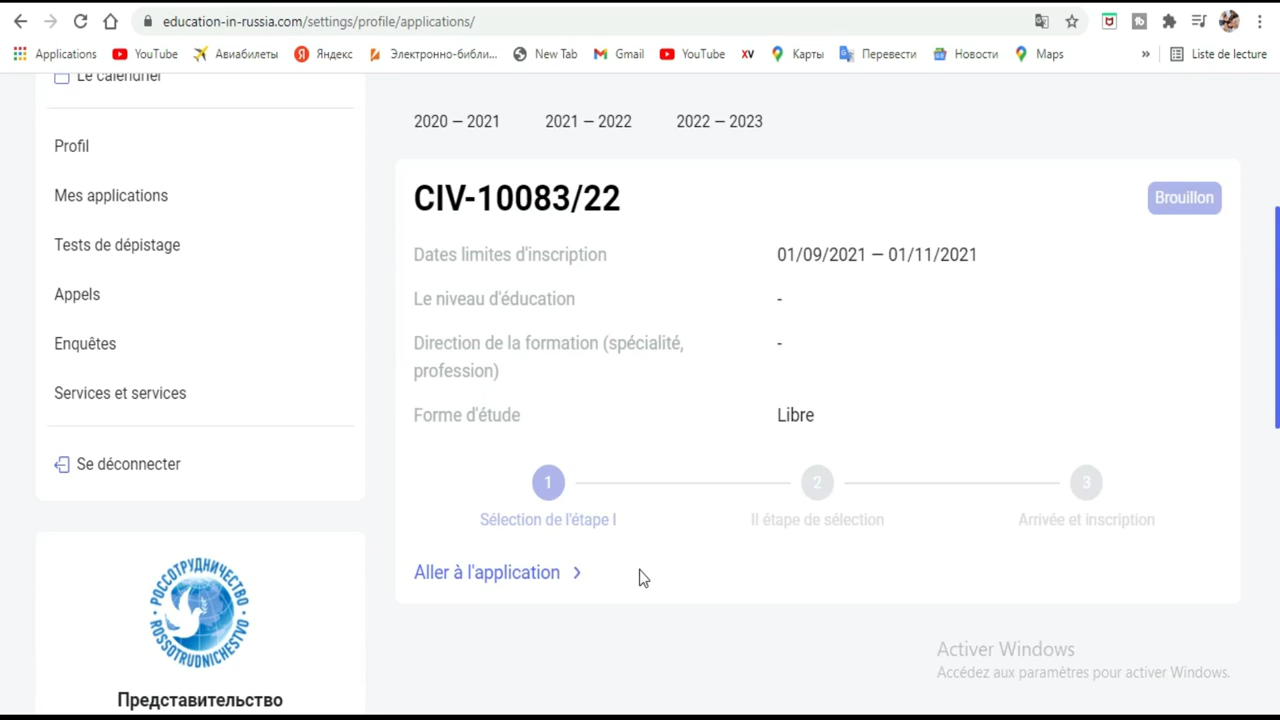 education-in-russia.com/settings/profile/applications/
Applications
YouTube
Авиабилеты
Яндекс
Электронно-библи...
New Tab
Gmail
YouTube
XV
Карты
Перевести
Новости
Maps
»
Liste de lecture
Le calendrier
Profil
Mes applications
Tests de dépistage
Appels
Enquêtes
Services et services
Se déconnecter
РОССОТРУДНИЧЕСТВО
ROSSOTRUDNICHESTVO
Представительство
2020 – 2021
2021 – 2022
2022 – 2023
CIV-10083/22
Brouillon
Dates limites d'inscription
01/09/2021 – 01/11/2021
Le niveau d'éducation
-
Direction de la formation (spécialité,
profession)
-
Forme d'étude
Libre
1
2
3
Sélection de l'étape I
II étape de sélection
Arrivée et inscription
Aller à l'application
Activer Windows
Accédez aux paramètres pour activer Windows.